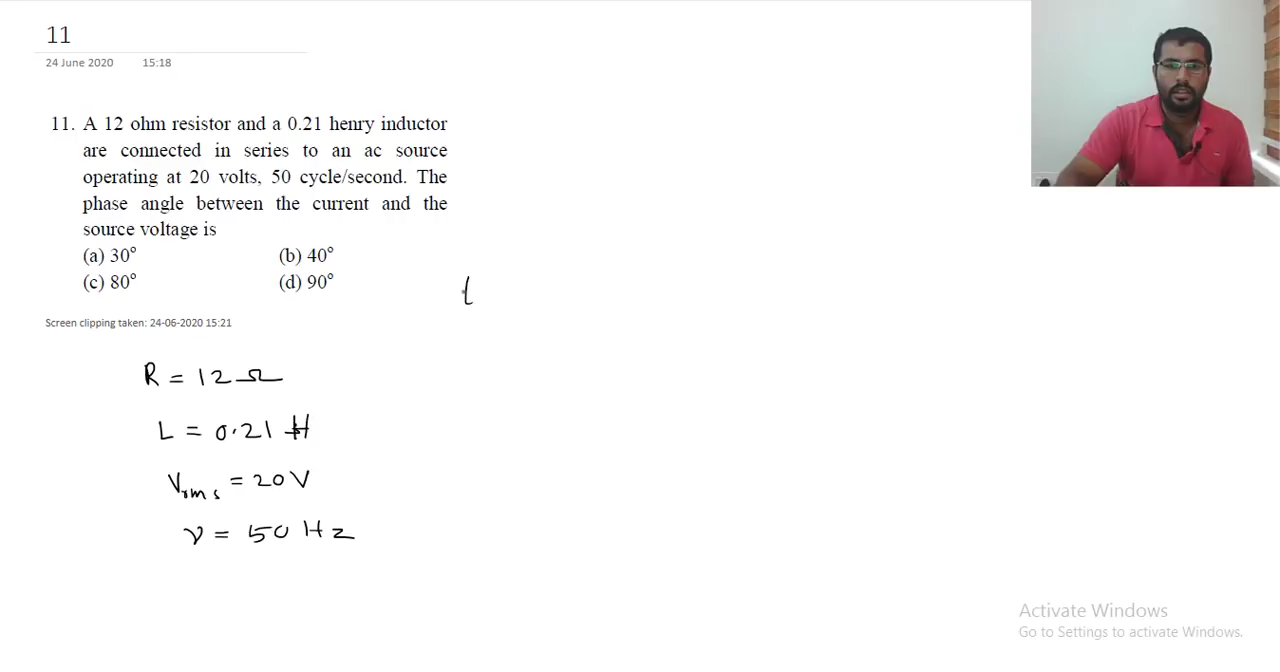 11
24 June 2020 15:18
11. A 12 ohm resistor and a 0.21 henry inductor
are connected in series to an ac source
operating at 20 volts, 50 cycle/second. The
phase angle between the current and the
source voltage is
(a) 30° (b) 40°
(c) 80° (d) 90°
Screen clipping taken: 24-06-2020 15:21
R = 12 Ω
L = 0.21 H
Vrms = 20 V
ν = 50 Hz
Activate Windows
Go to Settings to activate Windows.